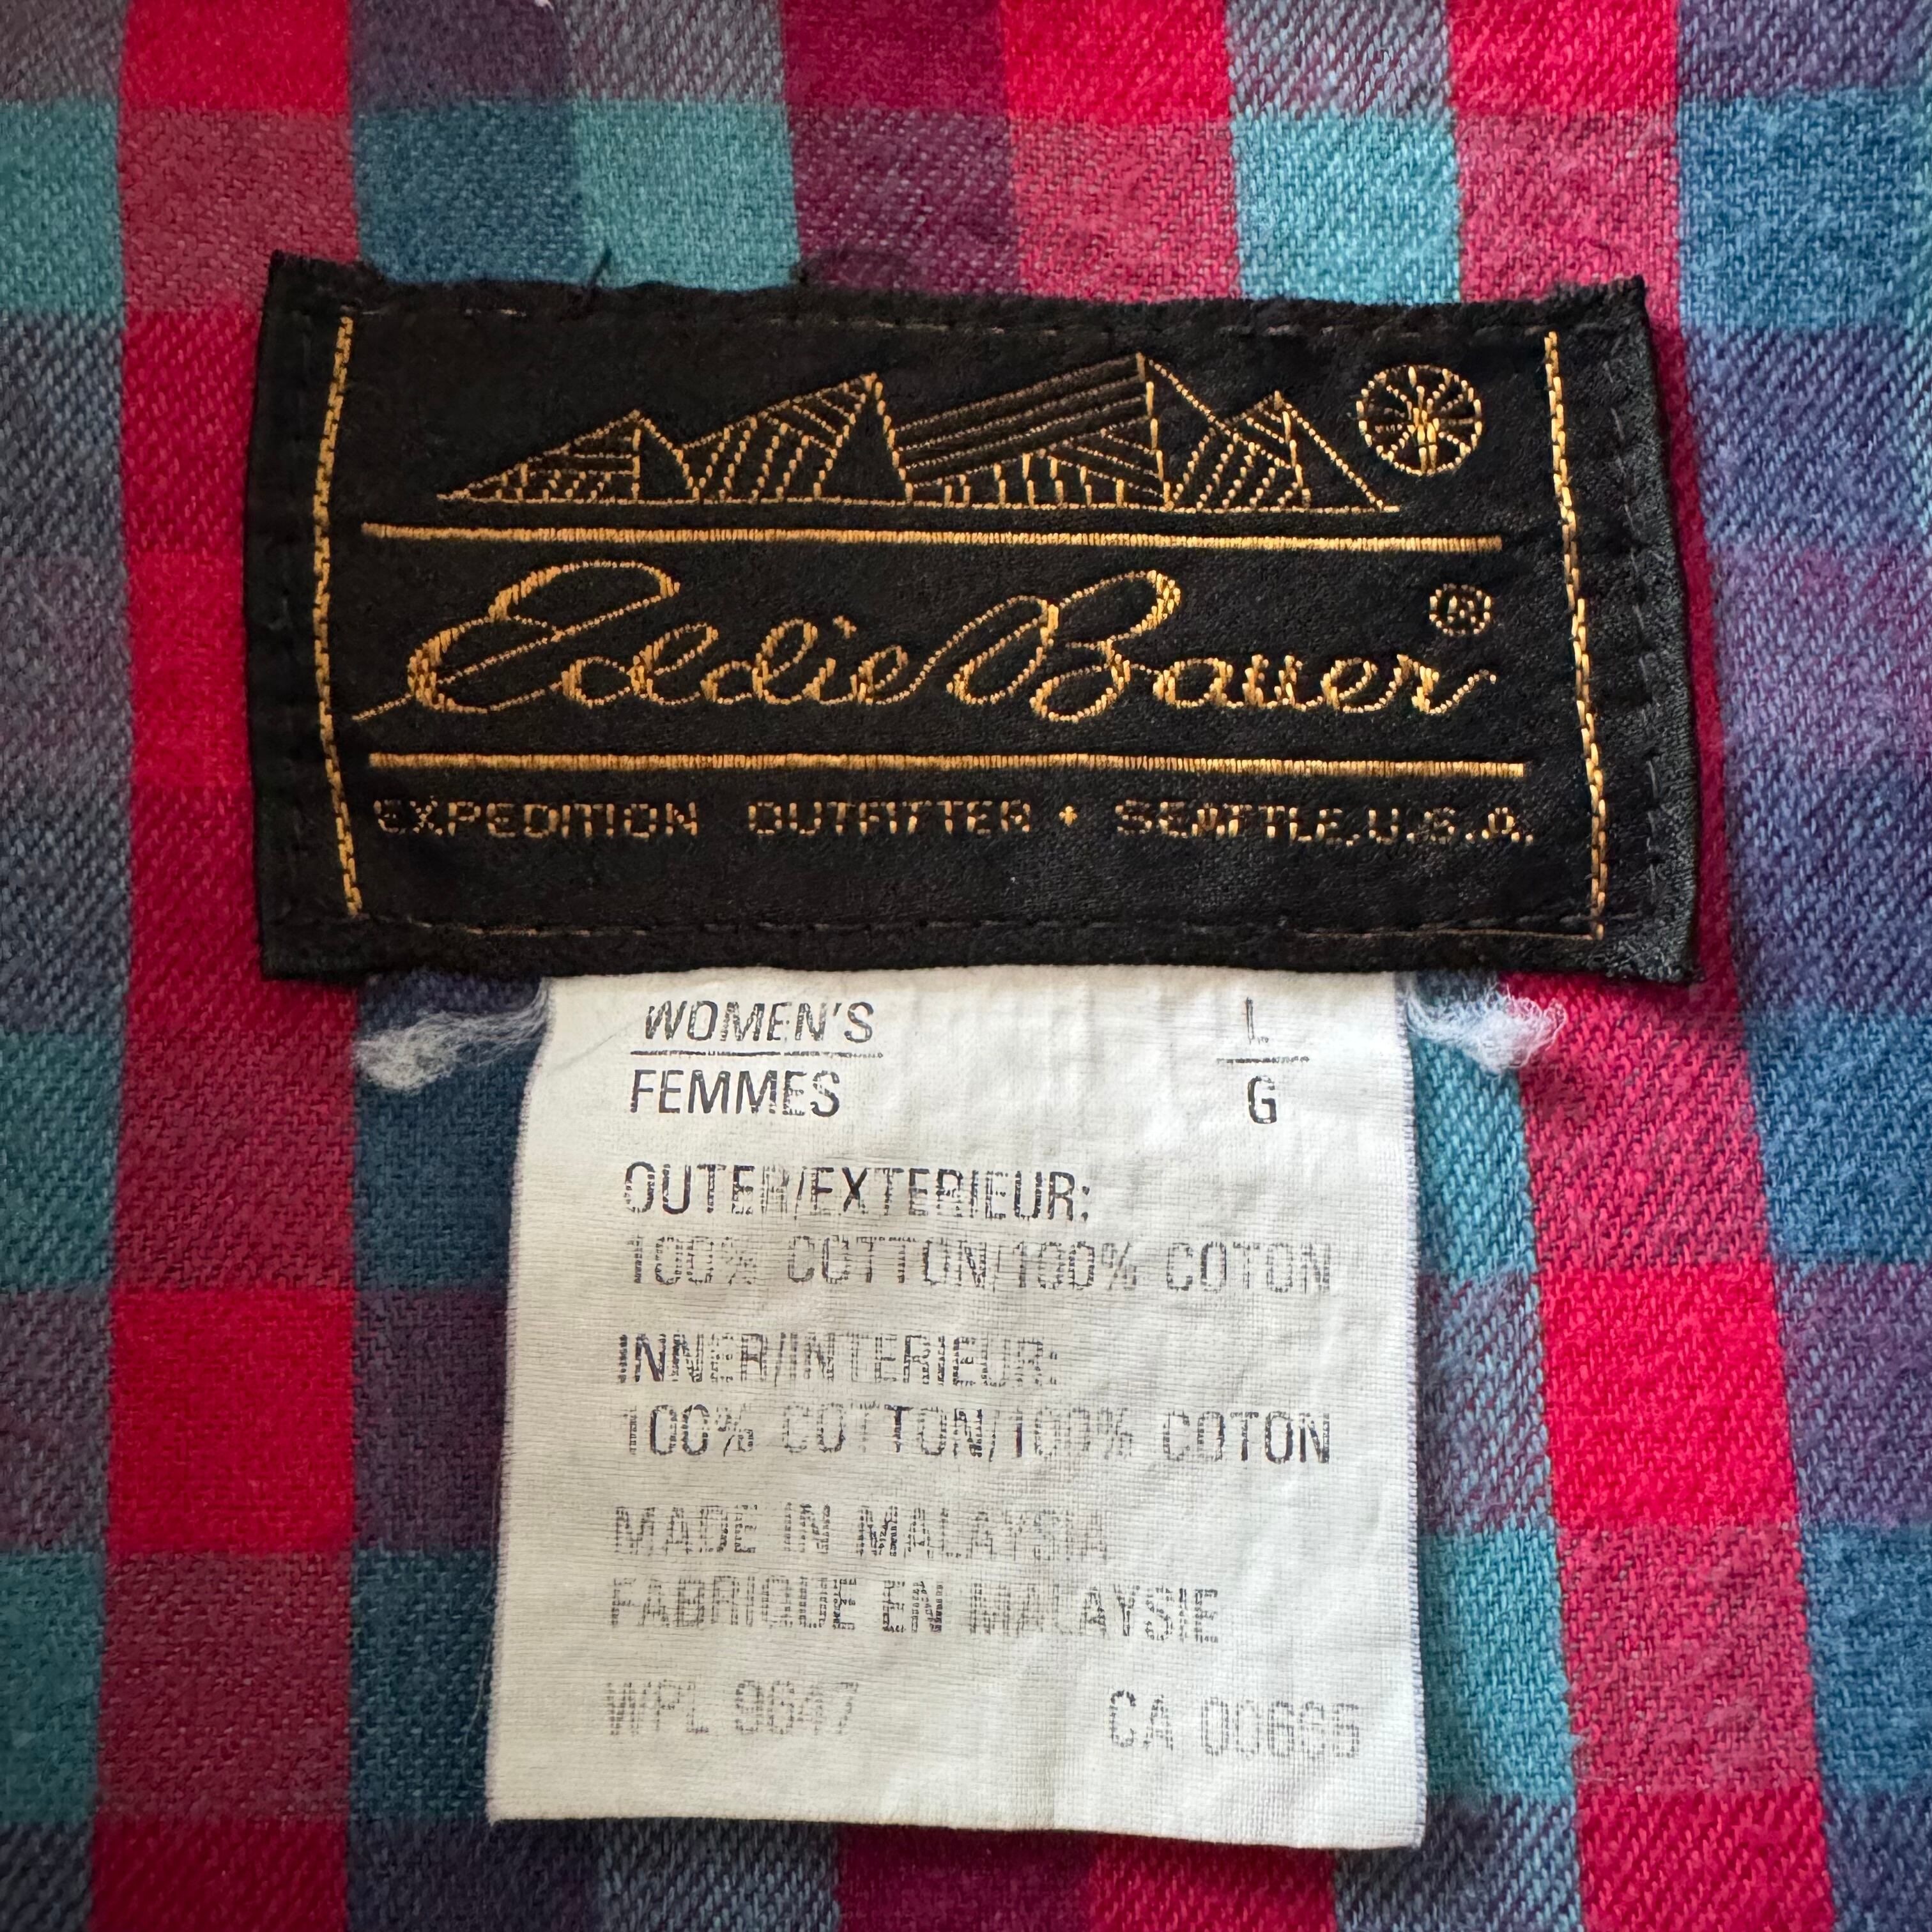 Eddie Bauer®
EXPEDITION OUTFITTER • SEATTLE, U.S.A.
WOMEN'S L
FEMMES G
OUTER/EXTERIEUR:
100% COTTON/100% COTON
INNER/INTERIEUR:
100% COTTON/100% COTON
MADE IN MALAYSIA
FABRIQUE EN MALAYSIE
WPL 9647 CA 00666